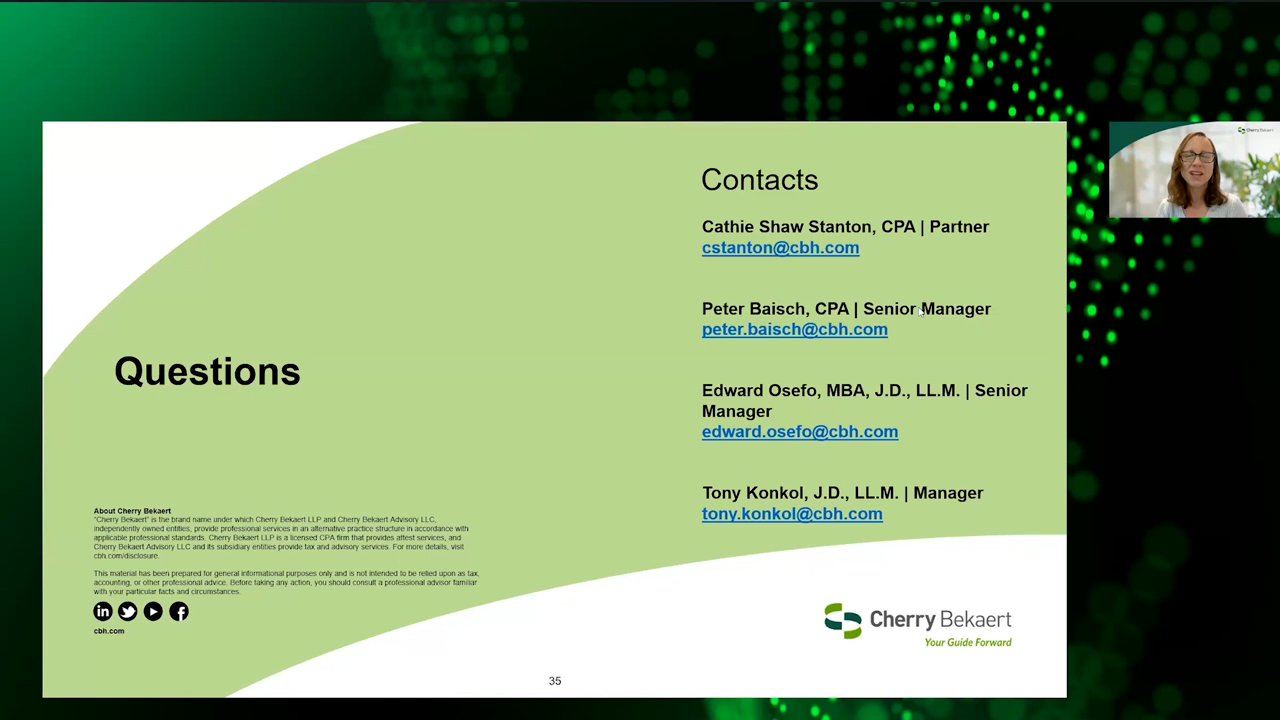 Contacts
Cathie Shaw Stanton, CPA | Partner
cstanton@cbh.com
Peter Baisch, CPA | Senior Manager
peter.baisch@cbh.com
Edward Osefo, MBA, J.D., LL.M. | Senior
Manager
edward.osefo@cbh.com
Tony Konkol, J.D., LL.M. | Manager
tony.konkol@cbh.com
Questions
About Cherry Bekaert
"Cherry Bekaert" is the brand name under which Cherry Bekaert LLP and Cherry Bekaert Advisory LLC,
independently owned entities, provide professional services in an alternative practice structure in accordance with
applicable professional standards. Cherry Bekaert LLP is a licensed CPA firm that provides attest services, and
Cherry Bekaert Advisory LLC and its subsidiary entities provide tax and advisory services. For more details, visit
cbh.com/disclosure.
This material has been prepared for general informational purposes only and is not intended to be relied upon as tax,
accounting, or other professional advice. Before taking any action, you should consult a professional advisor familiar
with your particular facts and circumstances.
cbh.com
Cherry Bekaert
Your Guide Forward
35
Cherry Bekaert